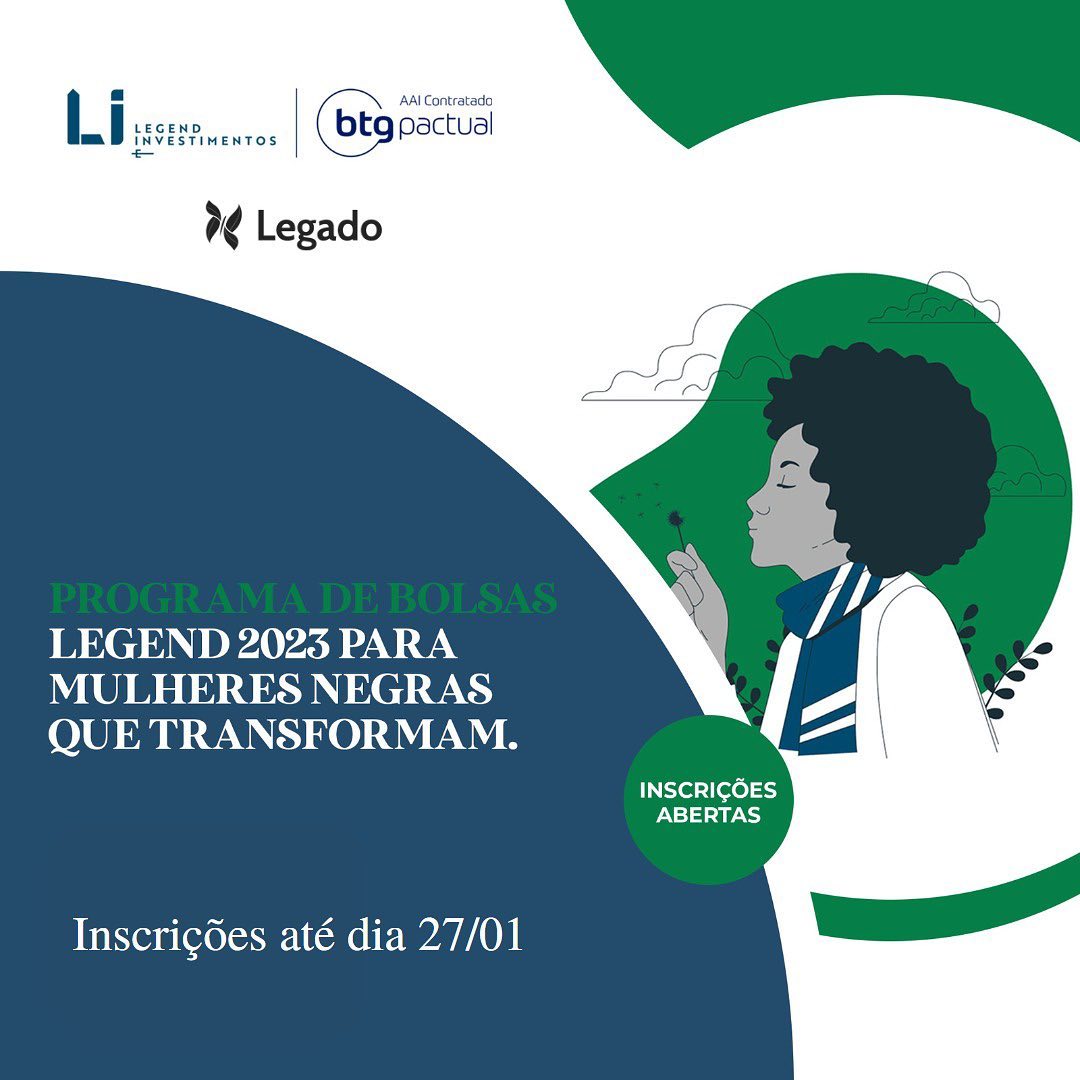 Li LEGEND
INVESTIMENTOS
AAI Contratado
btg pactual
Legado
PROGRAMA DE BOLSAS
LEGEND 2023 PARA
MULHERES NEGRAS
QUE TRANSFORMAM.
INSCRIÇÕES
ABERTAS
Inscrições até dia 27/01